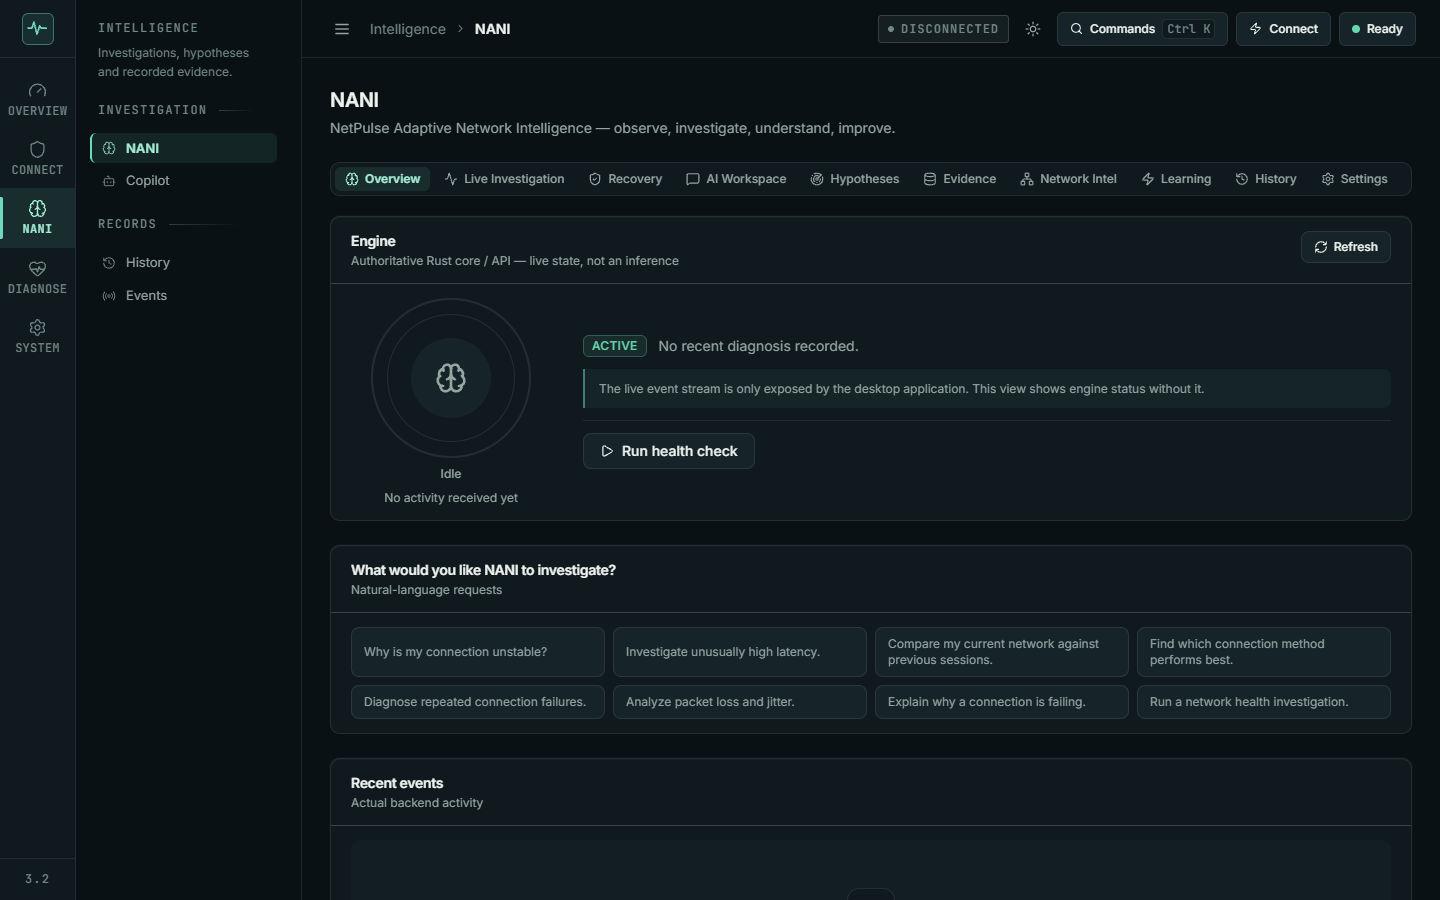 INTELLIGENCE
Investigations, hypotheses
and recorded evidence.
INVESTIGATION
NANI
Copilot
RECORDS
History
Events
OVERVIEW
CONNECT
NANI
DIAGNOSE
SYSTEM
3.2
Intelligence > NANI
DISCONNECTED
Commands Ctrl K
Connect
Ready
NANI
NetPulse Adaptive Network Intelligence — observe, investigate, understand, improve.
Overview
Live Investigation
Recovery
AI Workspace
Hypotheses
Evidence
Network Intel
Learning
History
Settings
Engine
Authoritative Rust core / API — live state, not an inference
Refresh
Idle
No activity received yet
ACTIVE No recent diagnosis recorded.
The live event stream is only exposed by the desktop application. This view shows engine status without it.
Run health check
What would you like NANI to investigate?
Natural-language requests
Why is my connection unstable?
Investigate unusually high latency.
Compare my current network against
previous sessions.
Find which connection method
performs best.
Diagnose repeated connection failures.
Analyze packet loss and jitter.
Explain why a connection is failing.
Run a network health investigation.
Recent events
Actual backend activity